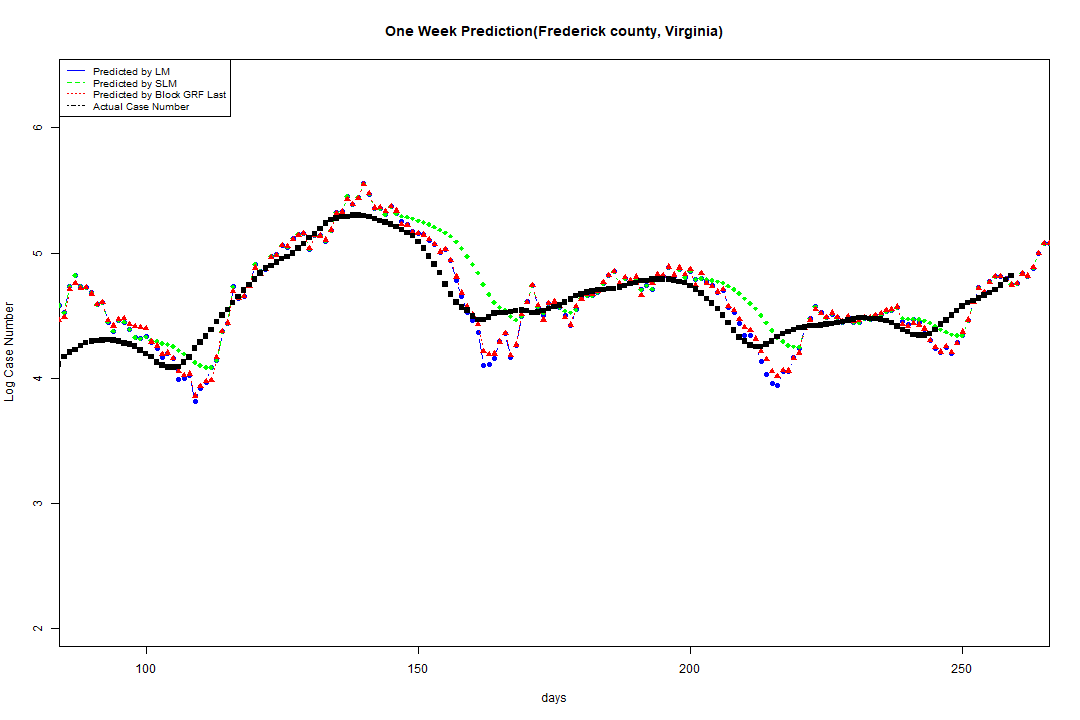 One Week Prediction(Frederick county, Virginia)
Predicted by LM
Predicted by SLM
Predicted by Block GRF Last
Actual Case Number
6
5
4
3
2
Log Case Number
100 150 200 250
days